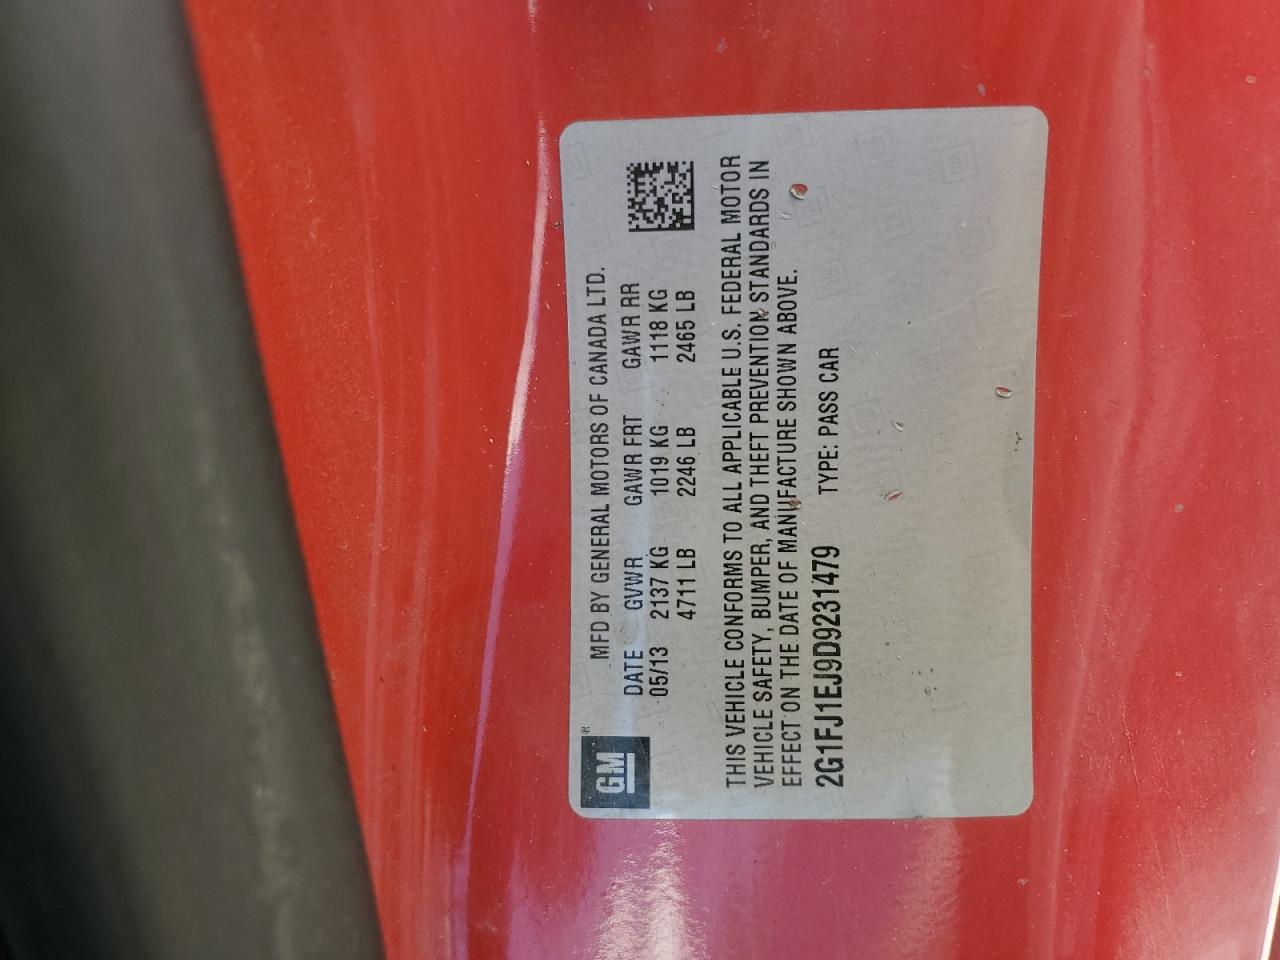 GM®
MFD BY GENERAL MOTORS OF CANADA LTD.
DATE GVWR GAWR FRT GAWR RR
05/13 2137 KG 1019 KG 1118 KG
4711 LB 2246 LB 2465 LB
THIS VEHICLE CONFORMS TO ALL APPLICABLE U.S. FEDERAL MOTOR
VEHICLE SAFETY, BUMPER, AND THEFT PREVENTION STANDARDS IN
EFFECT ON THE DATE OF MANUFACTURE SHOWN ABOVE.
2G1FJ1EJ9D9231479 TYPE: PASS CAR